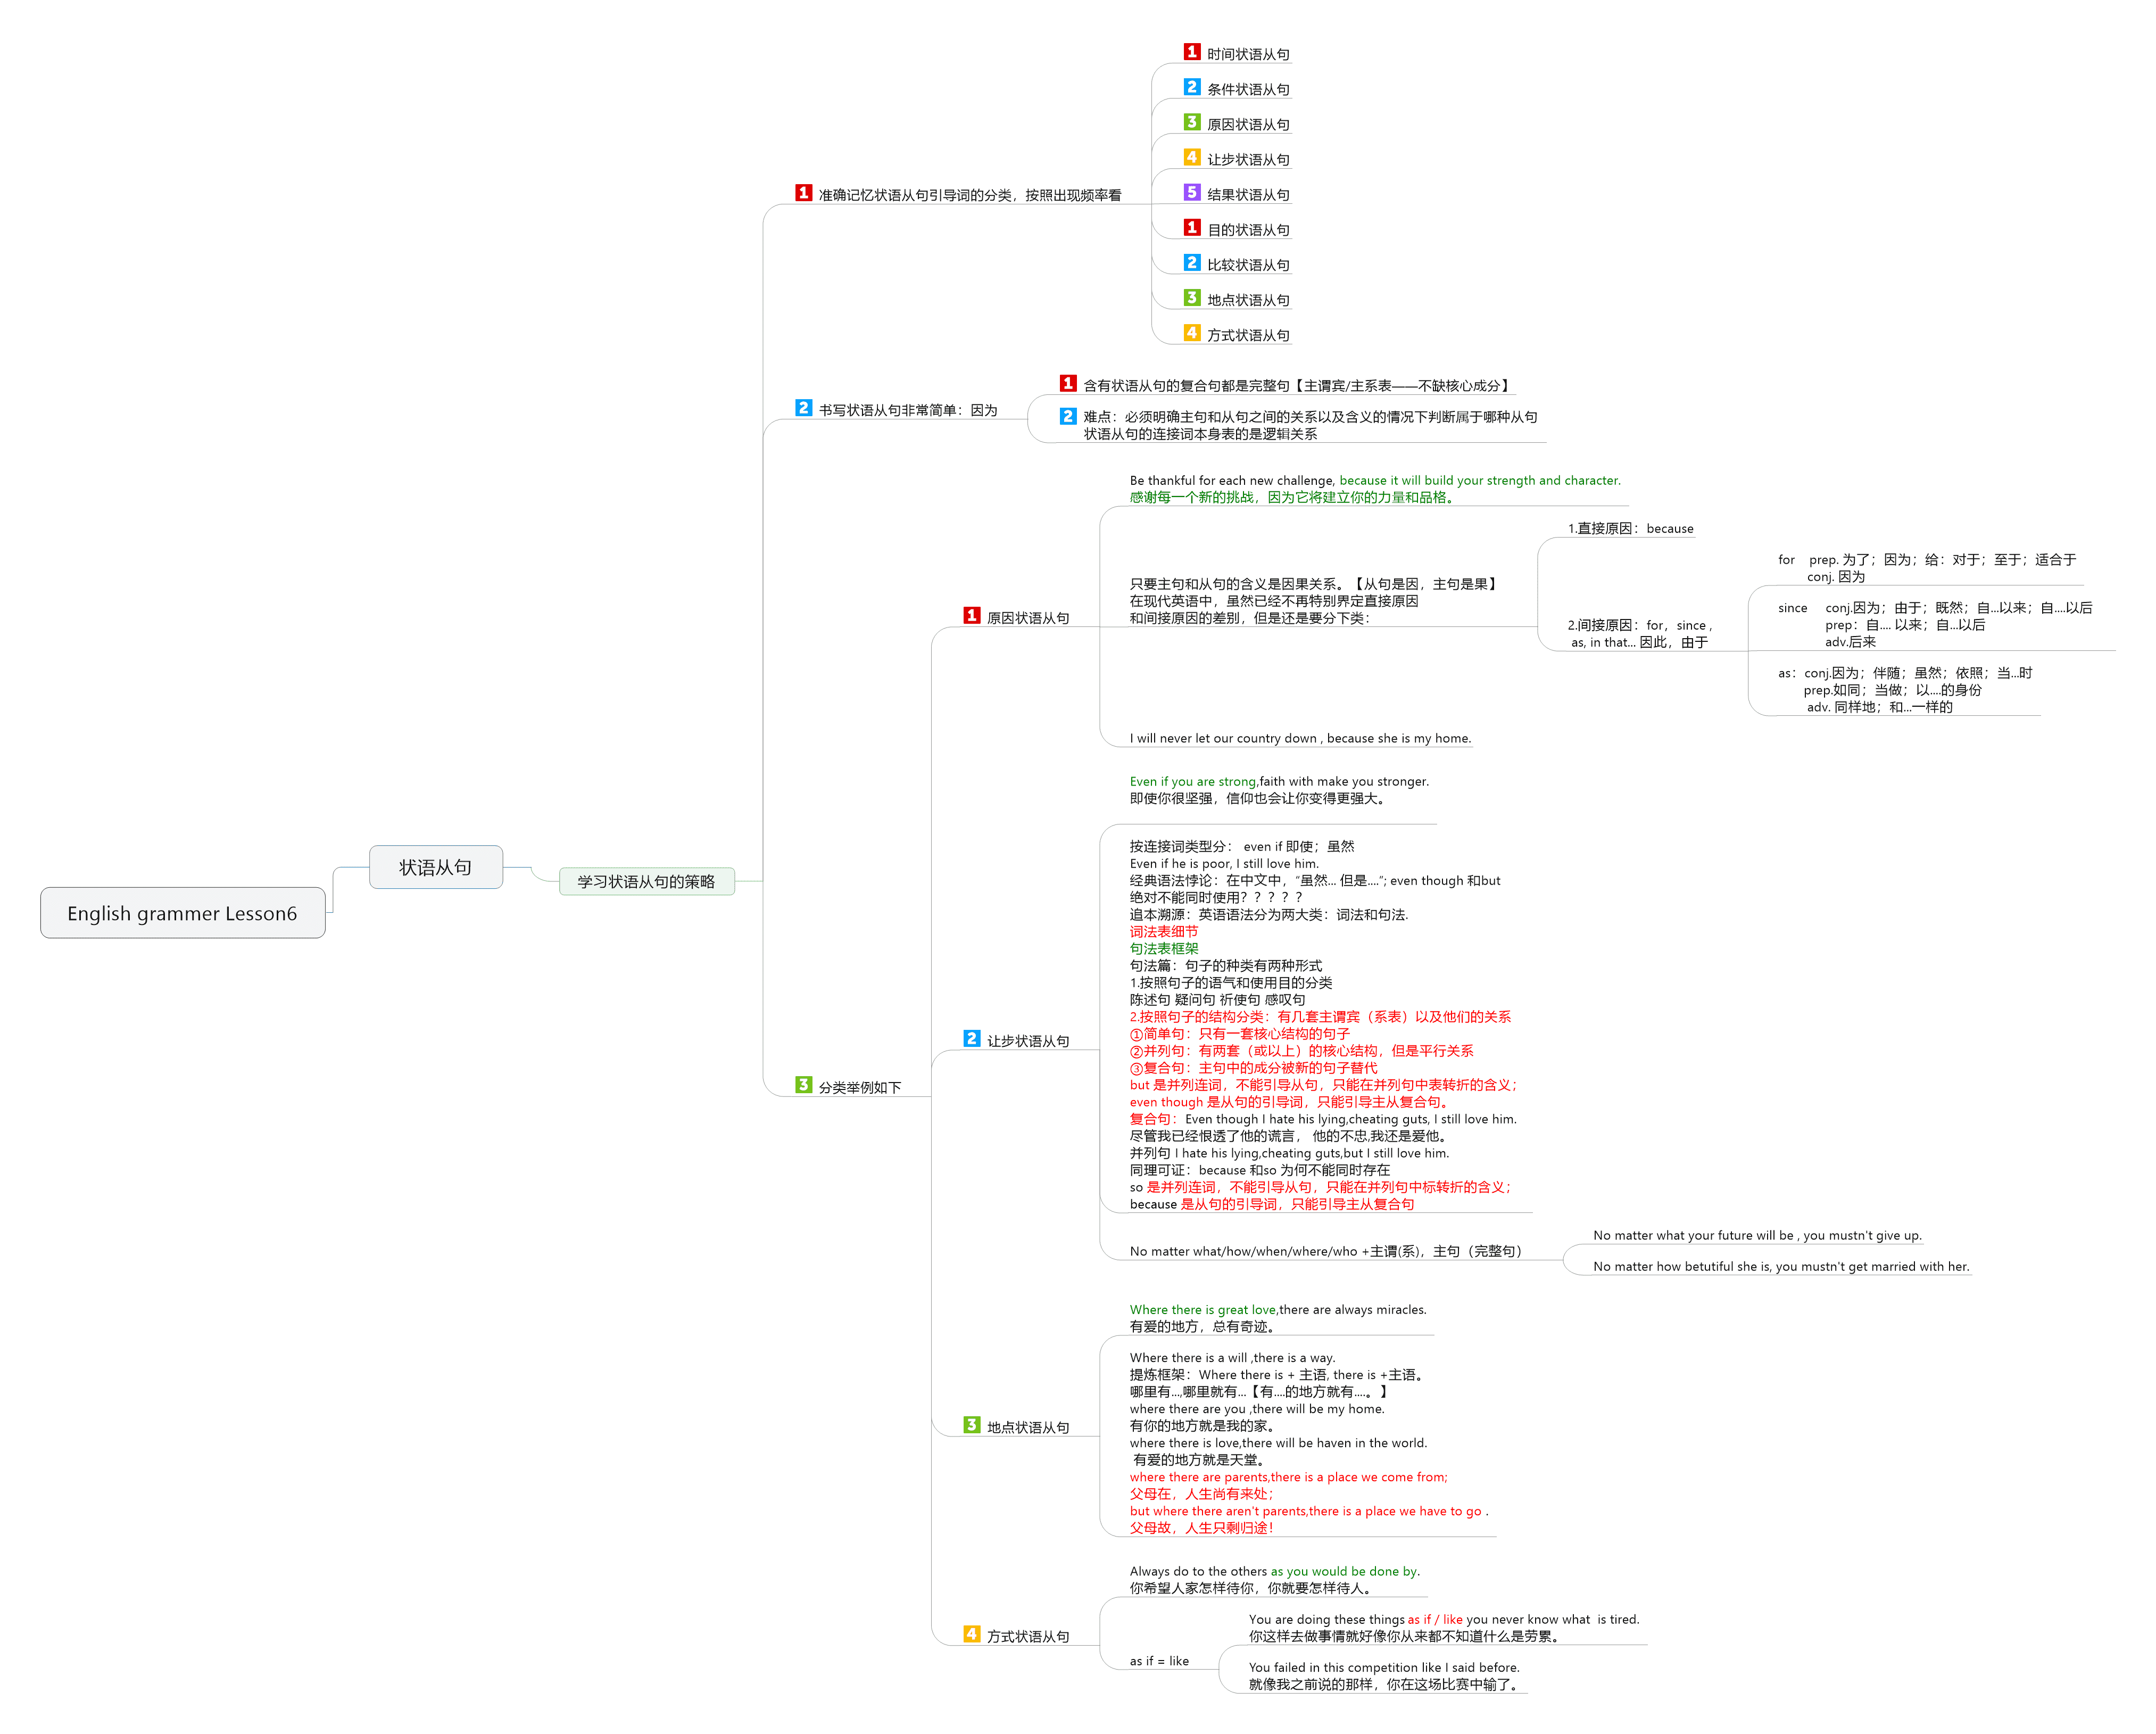 English grammer Lesson6
状语从句
学习状语从句的策略
1 准确记忆状语从句引导词的分类，按照出现频率看
1 时间状语从句
2 条件状语从句
3 原因状语从句
4 让步状语从句
5 结果状语从句
1 目的状语从句
2 比较状语从句
3 地点状语从句
4 方式状语从句
2 书写状语从句非常简单：因为
1 含有状语从句的复合句都是完整句【主谓宾/主系表——不缺核心成分】
2 难点：必须明确主句和从句之间的关系以及含义的情况下判断属于哪种从句
状语从句的连接词本身表的是逻辑关系
3 分类举例如下
1 原因状语从句
Be thankful for each new challenge, because it will build your strength and character.
感谢每一个新的挑战，因为它将建立你的力量和品格。
只要主句和从句的含义是因果关系。【从句是因，主句是果】
在现代英语中，虽然已经不再特别界定直接原因
和间接原因的差别，但是还是要分下类：
1.直接原因：because
2.间接原因：for，since ,
as, in that... 因此，由于
for prep. 为了；因为；给：对于；至于；适合于
conj. 因为
since conj.因为；由于；既然；自...以来；自....以后
prep：自.... 以来；自...以后
adv.后来
as：conj.因为；伴随；虽然；依照；当...时
prep.如同；当做；以....的身份
adv. 同样地；和...一样的
I will never let our country down , because she is my home.
2 让步状语从句
Even if you are strong,faith with make you stronger.
即使你很坚强，信仰也会让你变得更强大。
按连接词类型分： even if 即使；虽然
Even if he is poor, I still love him.
经典语法悖论：在中文中，“虽然... 但是....”; even though 和but
绝对不能同时使用？？？？？
追本溯源：英语语法分为两大类：词法和句法.
词法表细节
句法表框架
句法篇：句子的种类有两种形式
1.按照句子的语气和使用目的分类
陈述句 疑问句 祈使句 感叹句
2.按照句子的结构分类：有几套主谓宾（系表）以及他们的关系
①简单句：只有一套核心结构的句子
②并列句：有两套（或以上）的核心结构，但是平行关系
③复合句：主句中的成分被新的句子替代
but 是并列连词，不能引导从句，只能在并列句中表转折的含义；
even though 是从句的引导词，只能引导主从复合句。
复合句：Even though I hate his lying,cheating guts, I still love him.
尽管我已经恨透了他的谎言， 他的不忠,我还是爱他。
并列句 I hate his lying,cheating guts,but I still love him.
同理可证：because 和so 为何不能同时存在
so 是并列连词，不能引导从句，只能在并列句中标转折的含义；
because 是从句的引导词，只能引导主从复合句
No matter what/how/when/where/who +主谓(系)，主句（完整句）
No matter what your future will be , you mustn't give up.
No matter how betutiful she is, you mustn't get married with her.
3 地点状语从句
Where there is great love,there are always miracles.
有爱的地方，总有奇迹。
Where there is a will ,there is a way.
提炼框架：Where there is + 主语, there is +主语。
哪里有...,哪里就有...【有....的地方就有....。】
where there are you ,there will be my home.
有你的地方就是我的家。
where there is love,there will be haven in the world.
有爱的地方就是天堂。
where there are parents,there is a place we come from;
父母在，人生尚有来处；
but where there aren't parents,there is a place we have to go .
父母故，人生只剩归途！
4 方式状语从句
Always do to the others as you would be done by.
你希望人家怎样待你，你就要怎样待人。
as if = like
You are doing these things as if / like you never know what is tired.
你这样去做事情就好像你从来都不知道什么是劳累。
You failed in this competition like I said before.
就像我之前说的那样，你在这场比赛中输了。